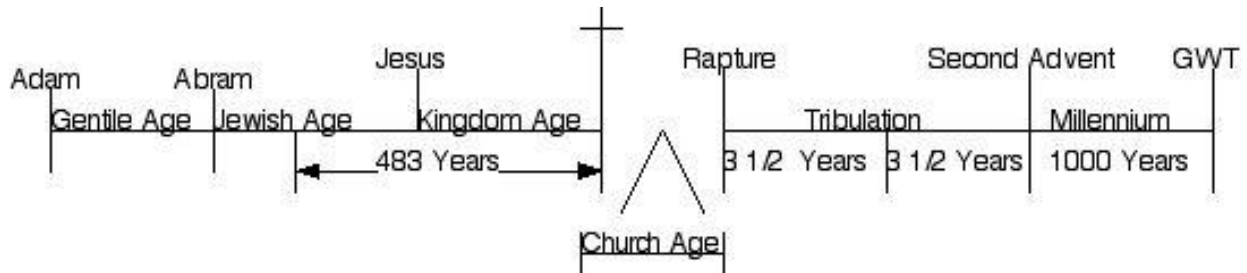 Jesus Rapture Second Advent GWT
Adam Abram
Gentile Age Jewish Age Kingdom Age Tribulation Millennium
483 Years 3 1/2 Years 3 1/2 Years 1000 Years
Church Age